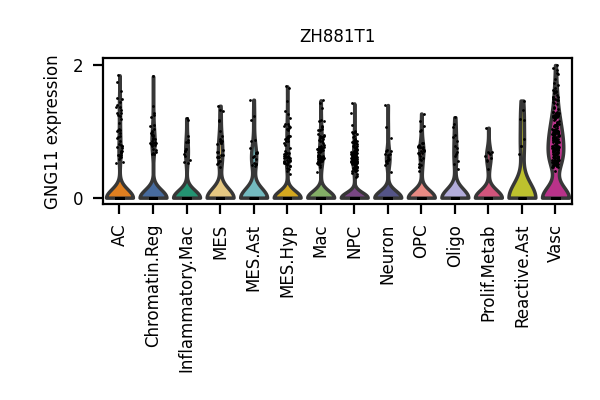 ZH881T1
GNG11 expression
2
0
AC
Chromatin.Reg
Inflammatory.Mac
MES
MES.Ast
MES.Hyp
Mac
NPC
Neuron
OPC
Oligo
Prolif.Metab
Reactive.Ast
Vasc